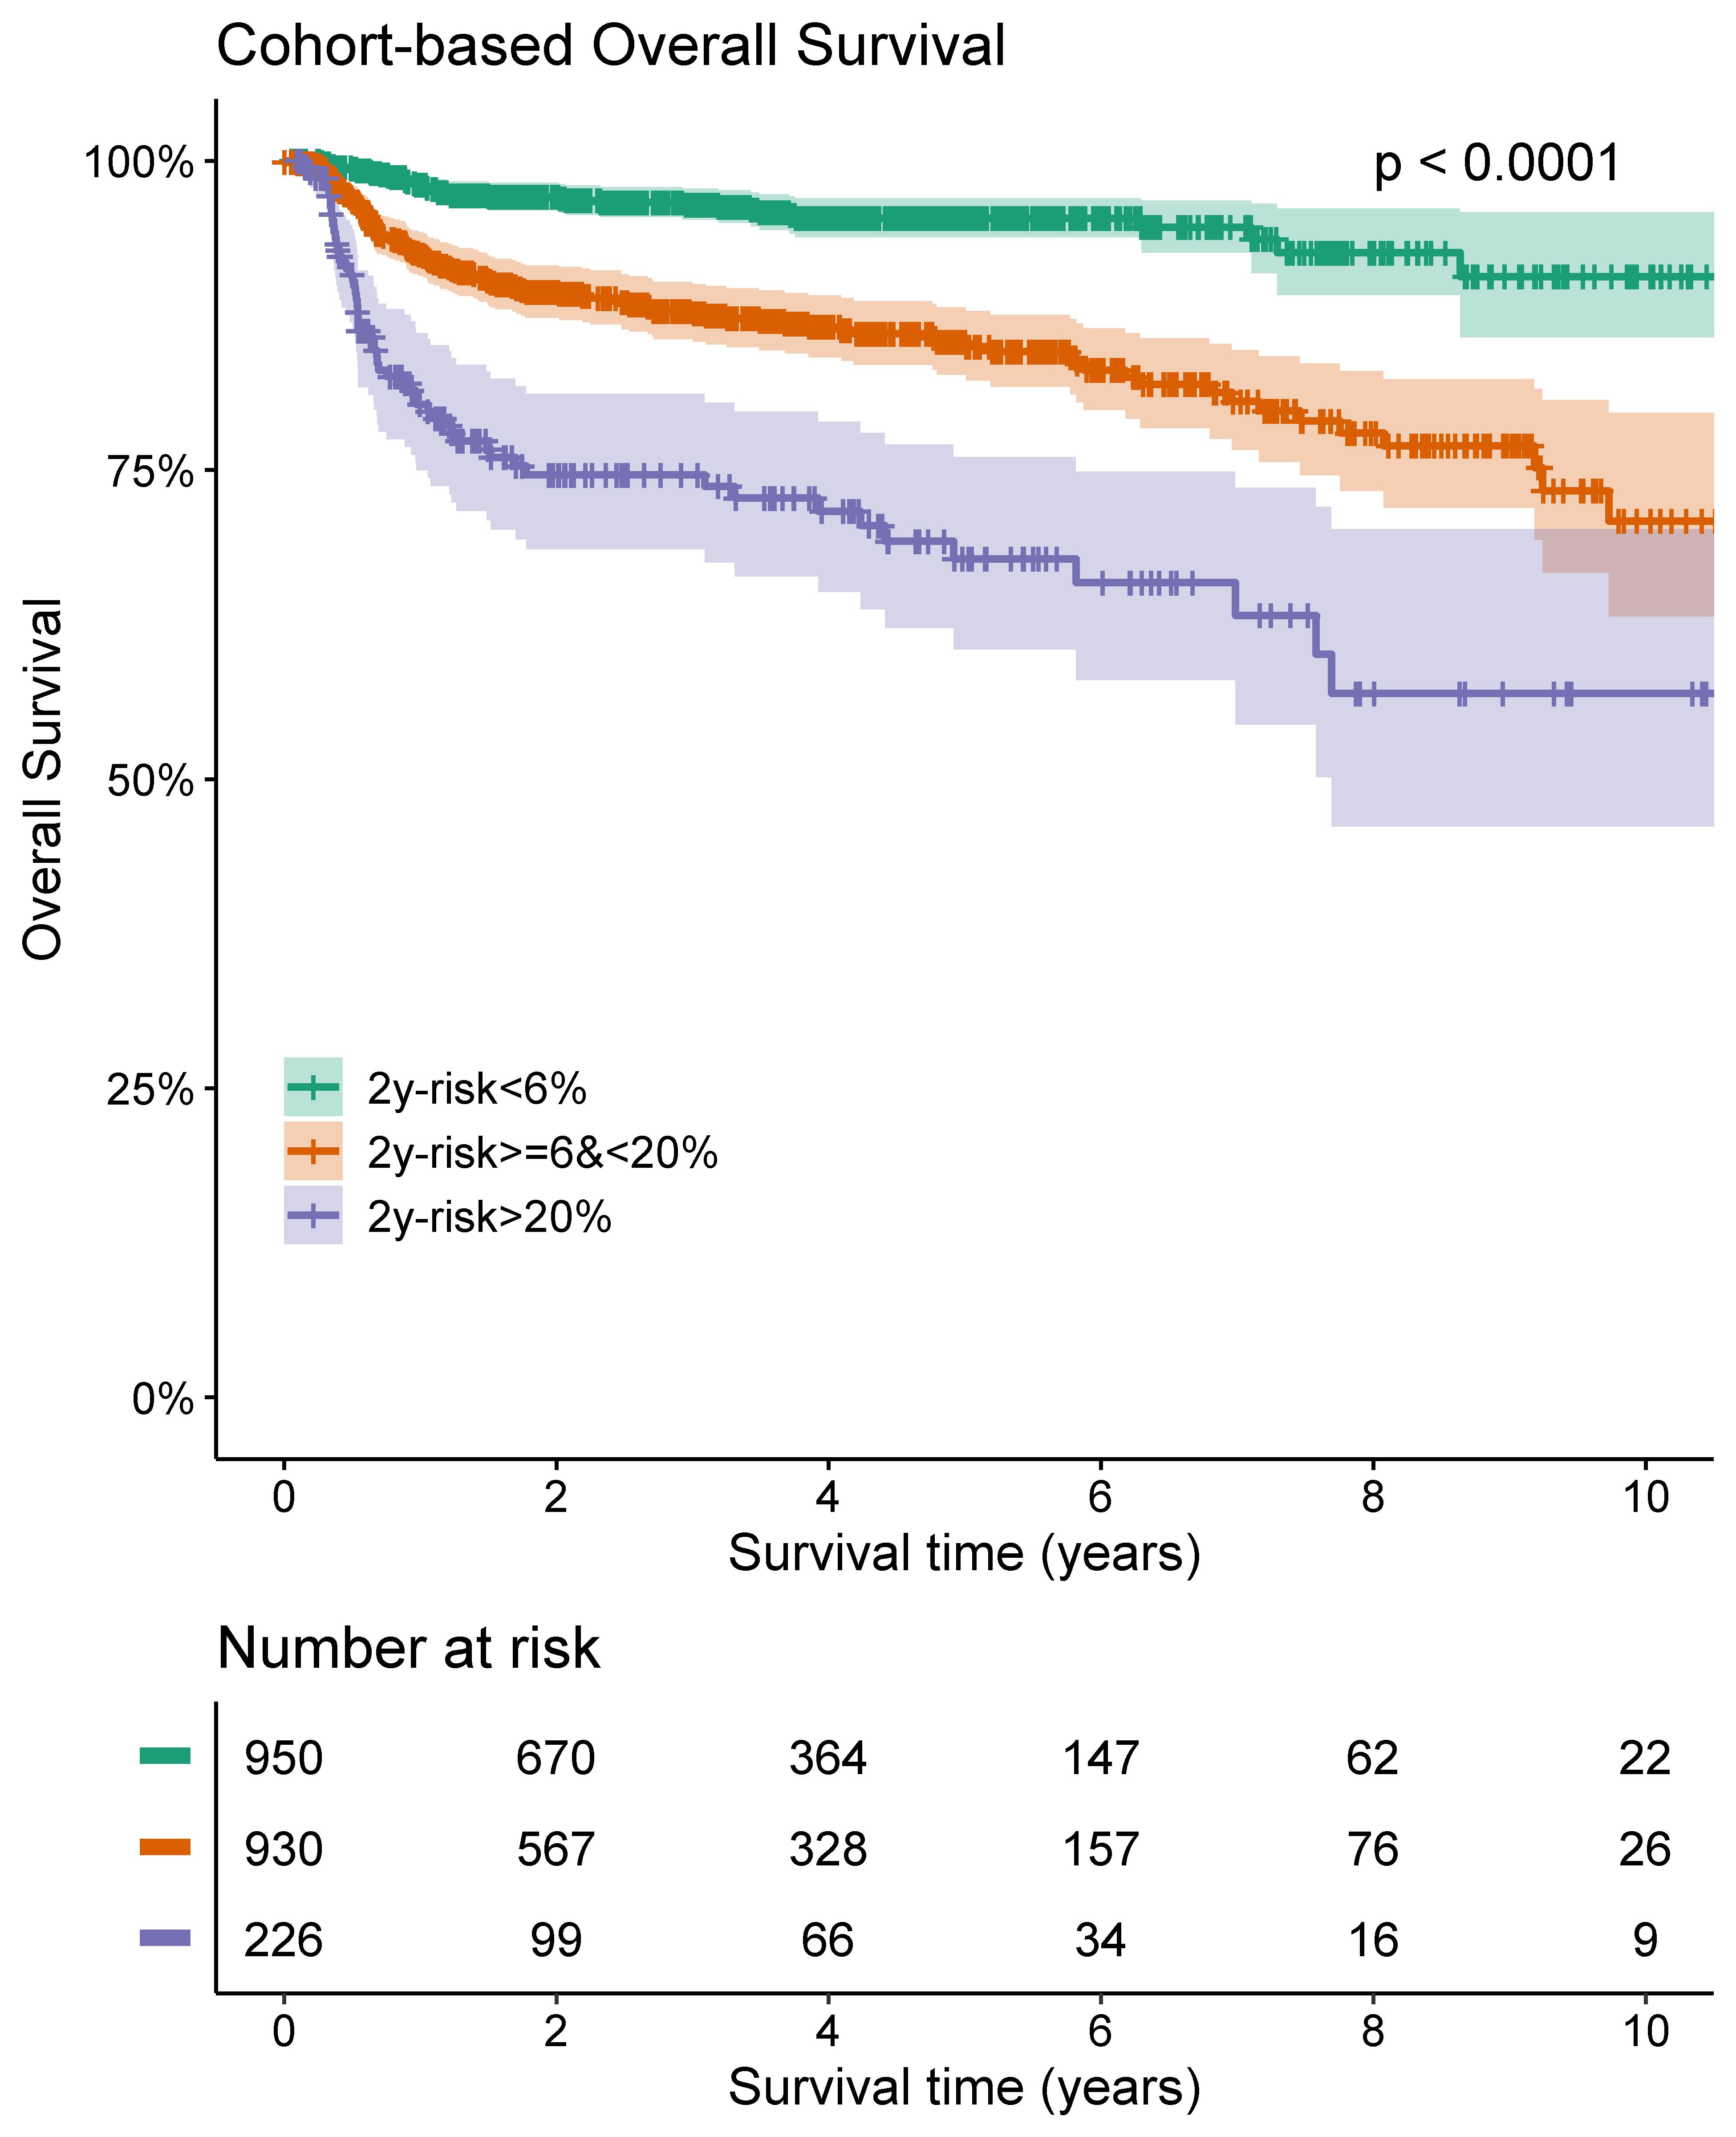 Cohort-based Overall Survival
p < 0.0001
100%
75%
50%
25%
0%
Overall Survival
2y-risk<6%
2y-risk>=6&<20%
2y-risk>20%
0 2 4 6 8 10
Survival time (years)
Number at risk
950 670 364 147 62 22
930 567 328 157 76 26
226 99 66 34 16 9
0 2 4 6 8 10
Survival time (years)